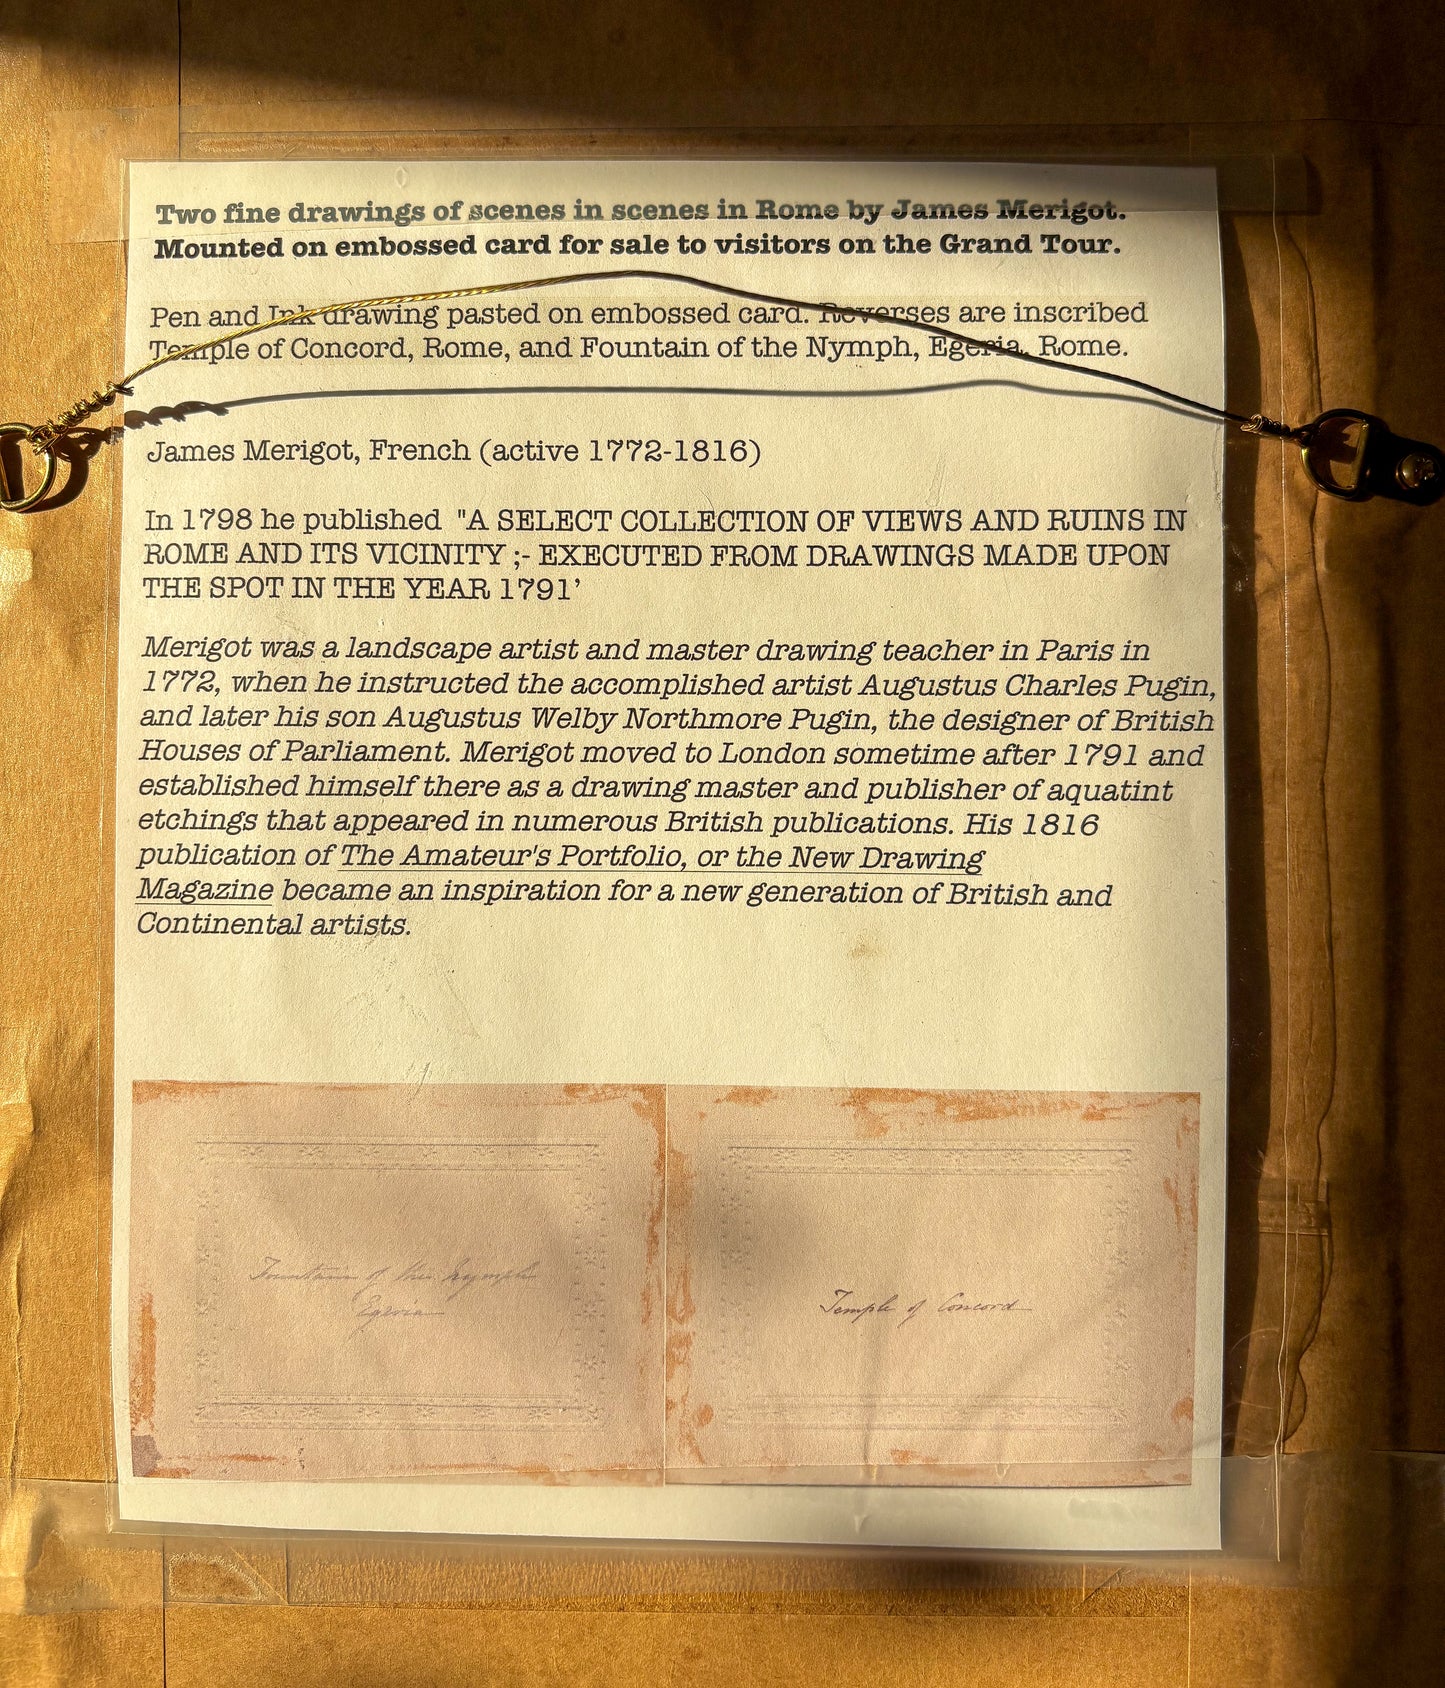 Two fine drawings of scenes in scenes in Rome by James Merigot.
Mounted on embossed card for sale to visitors on the Grand Tour.
Pen and Ink drawing pasted on embossed card. Reverses are inscribed
Temple of Concord, Rome, and Fountain of the Nymph, Egeria, Rome.
James Merigot, French (active 1772-1816)
In 1798 he published "A SELECT COLLECTION OF VIEWS AND RUINS IN
ROME AND ITS VICINITY ;- EXECUTED FROM DRAWINGS MADE UPON
THE SPOT IN THE YEAR 1791’
Merigot was a landscape artist and master drawing teacher in Paris in
1772, when he instructed the accomplished artist Augustus Charles Pugin,
and later his son Augustus Welby Northmore Pugin, the designer of British
Houses of Parliament. Merigot moved to London sometime after 1791 and
established himself there as a drawing master and publisher of aquatint
etchings that appeared in numerous British publications. His 1816
publication of The Amateur's Portfolio, or the New Drawing
Magazine became an inspiration for a new generation of British and
Continental artists.
Fountain of the Nymph
Egeria
Temple of Concord